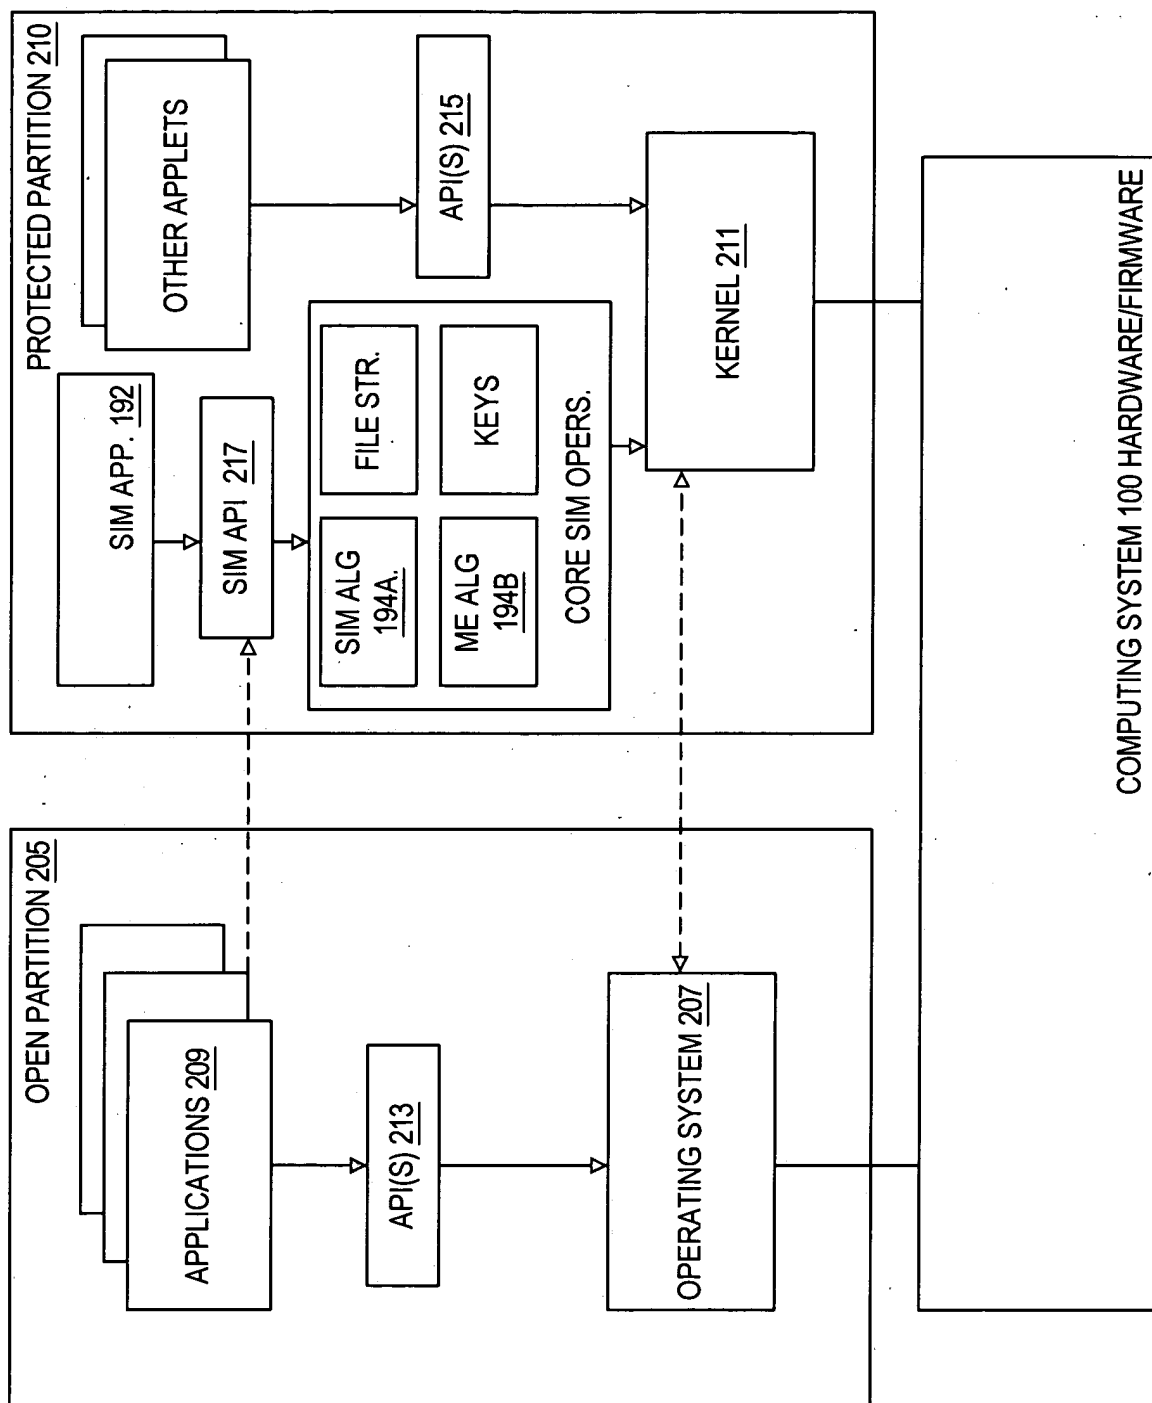 OPEN PARTITION 205
APPLICATIONS 209
API(S) 213
OPERATING SYSTEM 207
PROTECTED PARTITION 210
SIM APP. 192
SIM API 217
SIM ALG
194A.
FILE STR.
ME ALG
194B
KEYS
CORE SIM OPERS.
OTHER APPLETS
API(S) 215
KERNEL 211
COMPUTING SYSTEM 100 HARDWARE/FIRMWARE